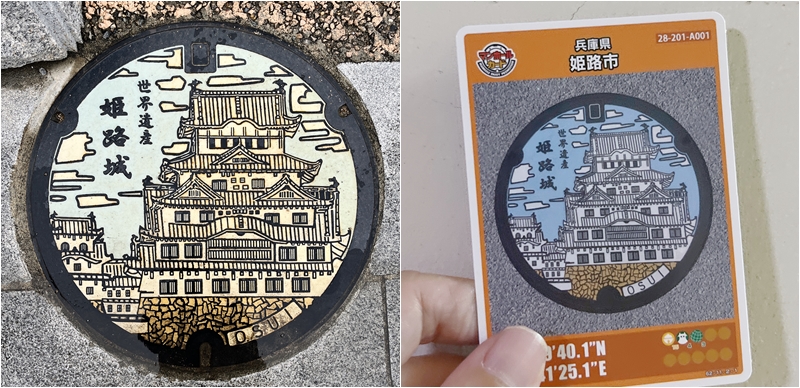 世界遺産
姫路城
OSUI
兵庫県
姫路市
28-201-A001
世界遺産
姫路城
OSUI
'40.1"N
1'25.1"E